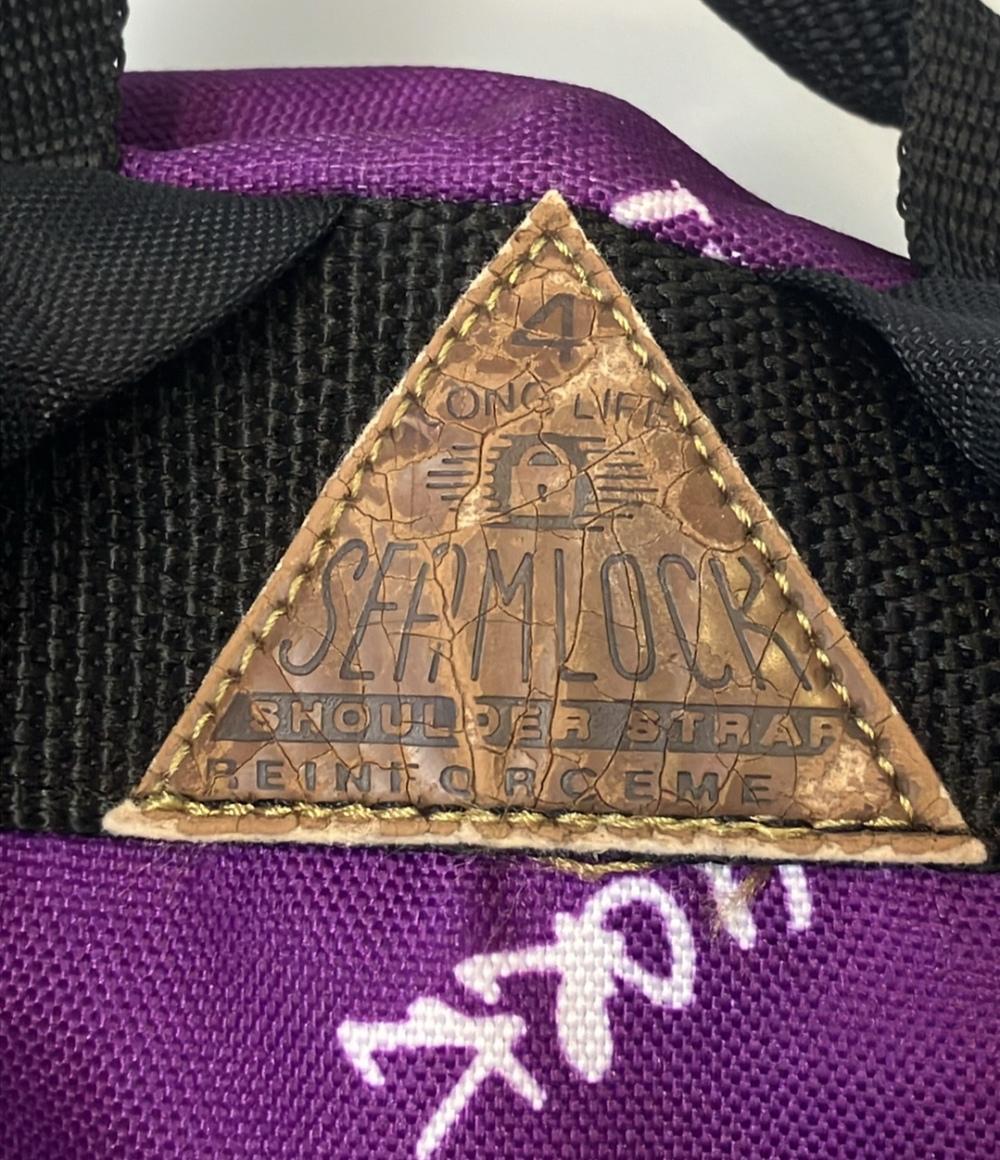 4
LONG LIFE
SEAMLOCK
SHOULDER STRAP
REINFORCEME